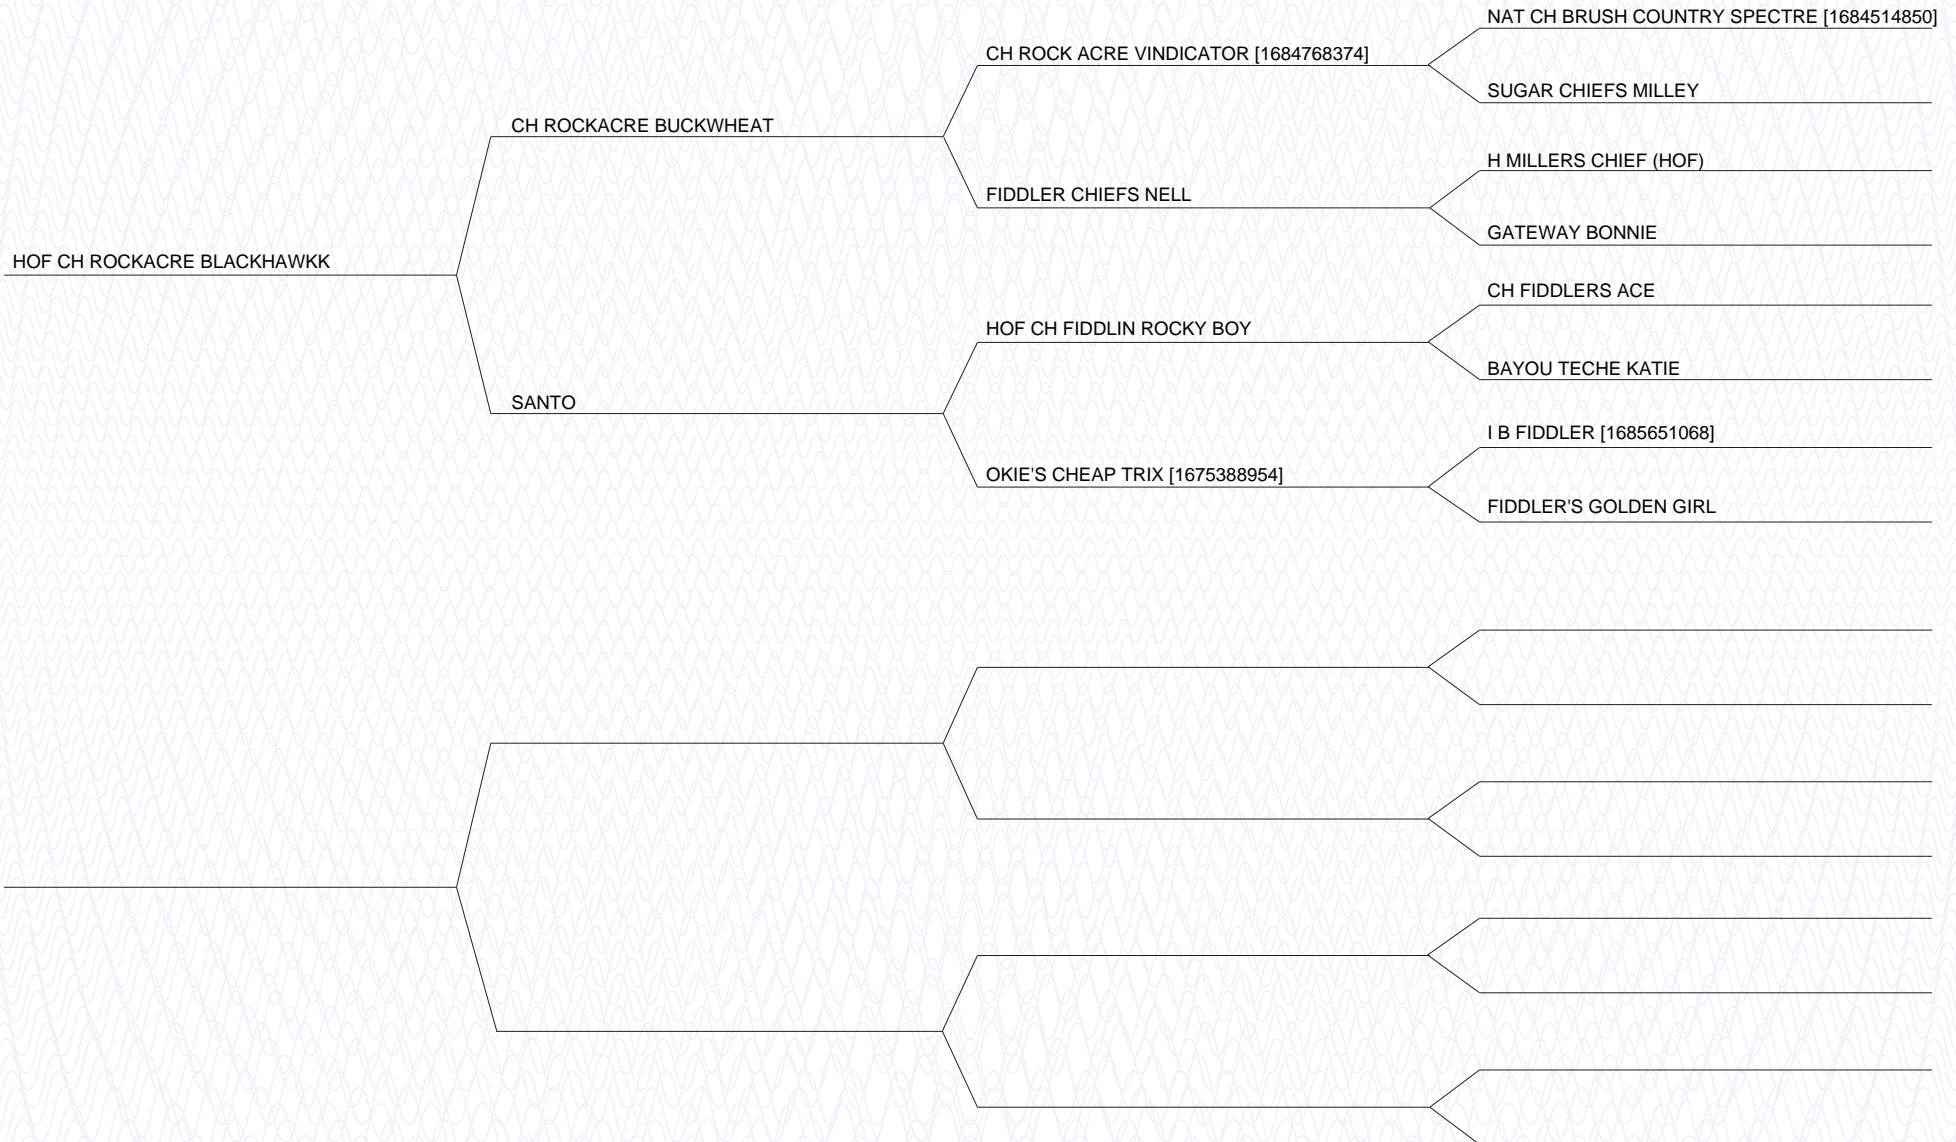 NAT CH BRUSH COUNTRY SPECTRE [1684514850]
CH ROCK ACRE VINDICATOR [1684768374]
SUGAR CHIEFS MILLEY
CH ROCKACRE BUCKWHEAT
H MILLERS CHIEF (HOF)
FIDDLER CHIEFS NELL
GATEWAY BONNIE
HOF CH ROCKACRE BLACKHAWKK
CH FIDDLERS ACE
HOF CH FIDDLIN ROCKY BOY
BAYOU TECHE KATIE
SANTO
I B FIDDLER [1685651068]
OKIE'S CHEAP TRIX [1675388954]
FIDDLER'S GOLDEN GIRL